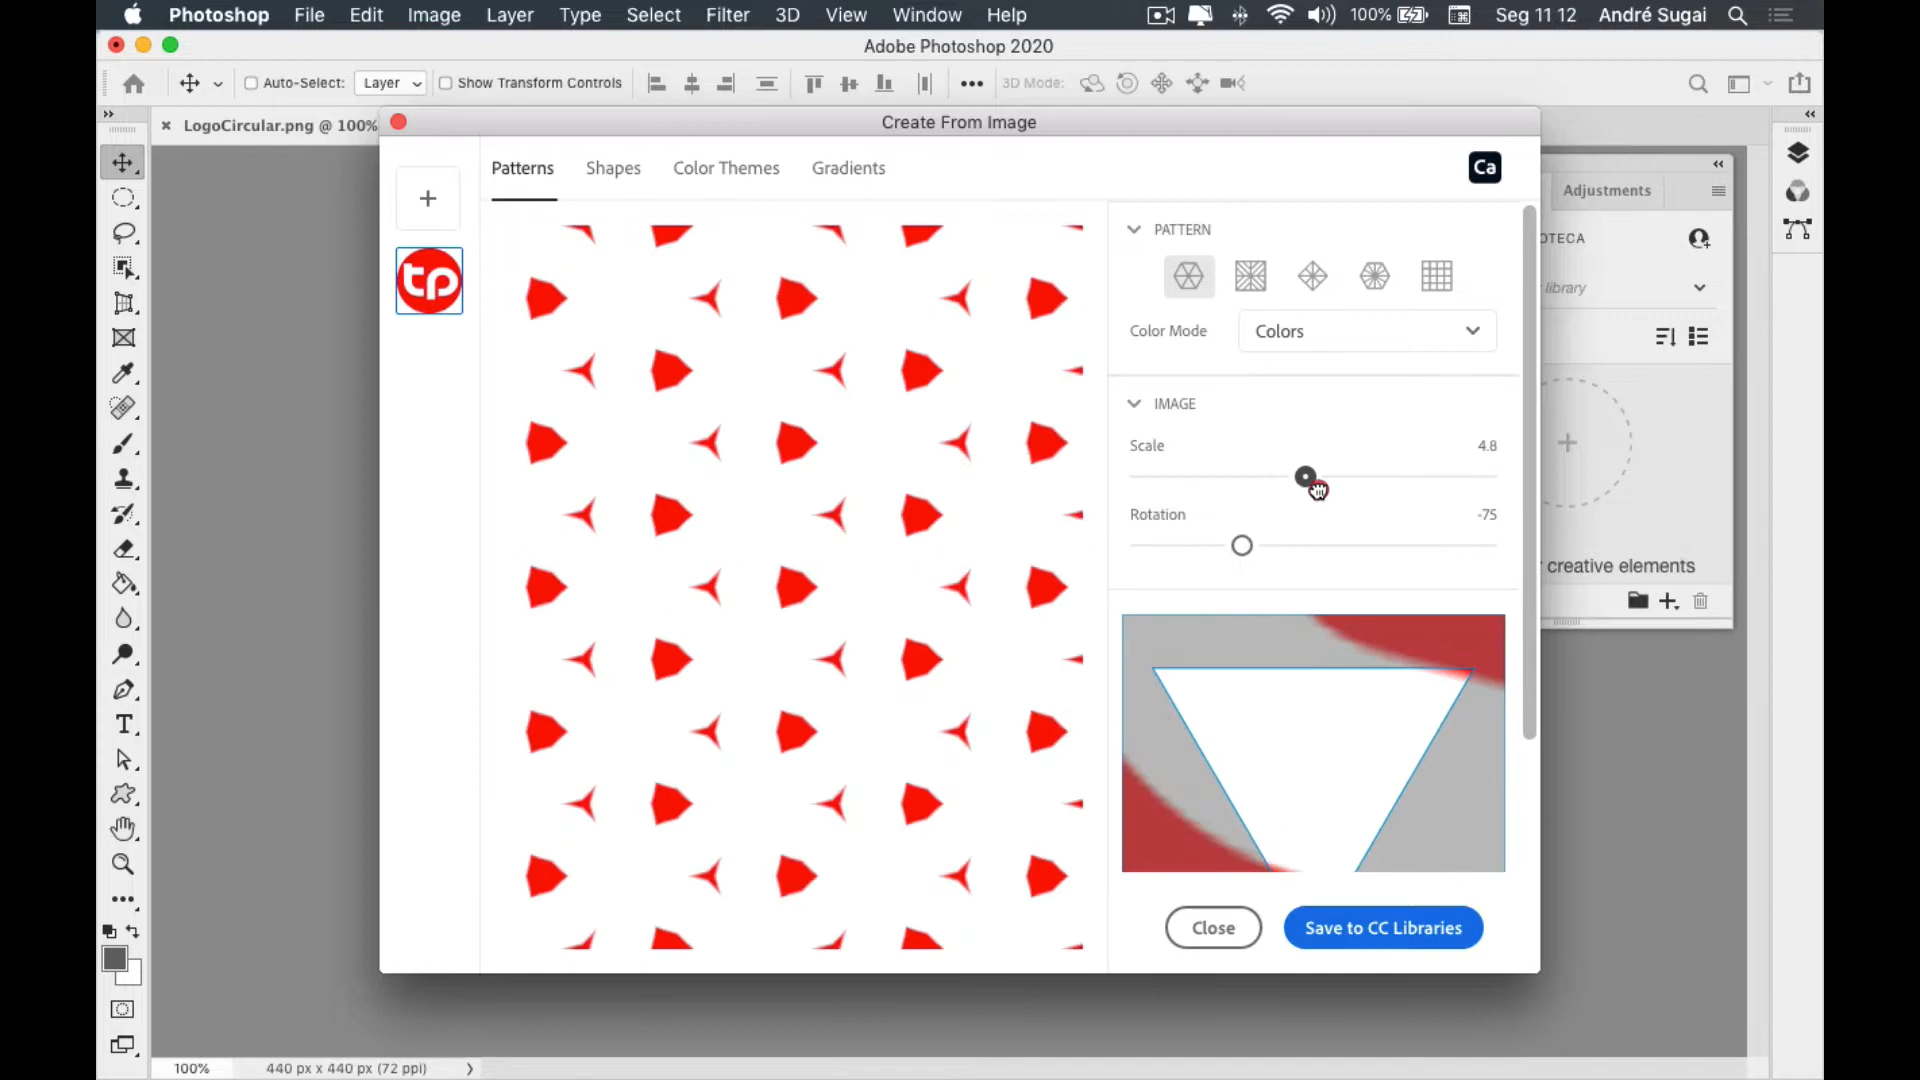 Photoshop File Edit Image Layer Type Select Filter 3D View Window Help 100% Seg 11 12 André Sugai
Adobe Photoshop 2020
Auto-Select: Layer Show Transform Controls 3D Mode:
LogoCircular.png @ 100%
Create From Image
Patterns Shapes Color Themes Gradients Ca
Adjustments
tp
PATTERN
OTECA
library
Color Mode Colors
IMAGE
Scale 4.8
Rotation -75
creative elements
Close Save to CC Libraries
T
100% 440 px x 440 px (72 ppi)